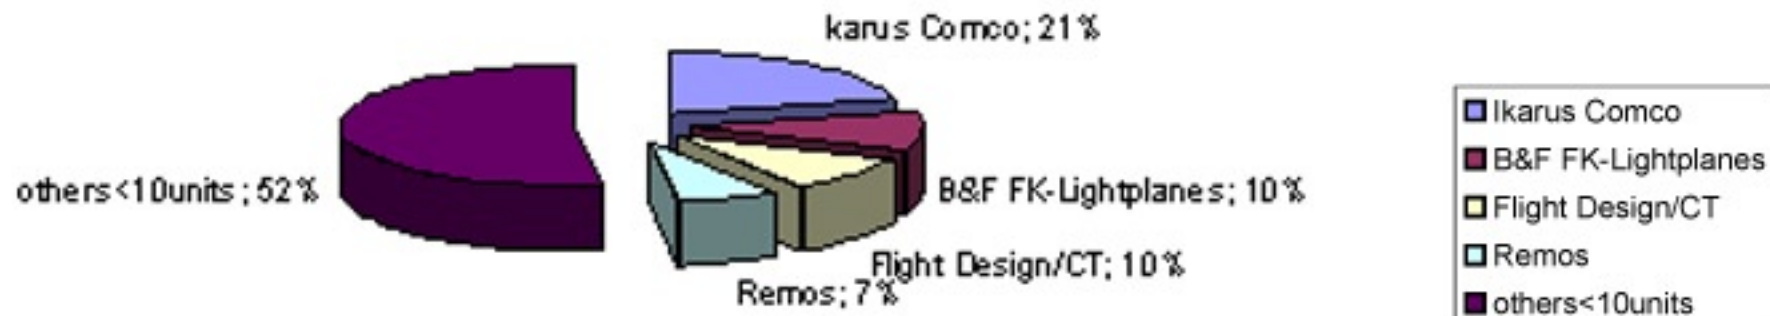 karus Comco; 21%
others<10units; 52%
B&F FK-Lightplanes; 10%
Flight Design/CT; 10%
Remos; 7%
Ikarus Comco
B&F FK-Lightplanes
Flight Design/CT
Remos
others<10units